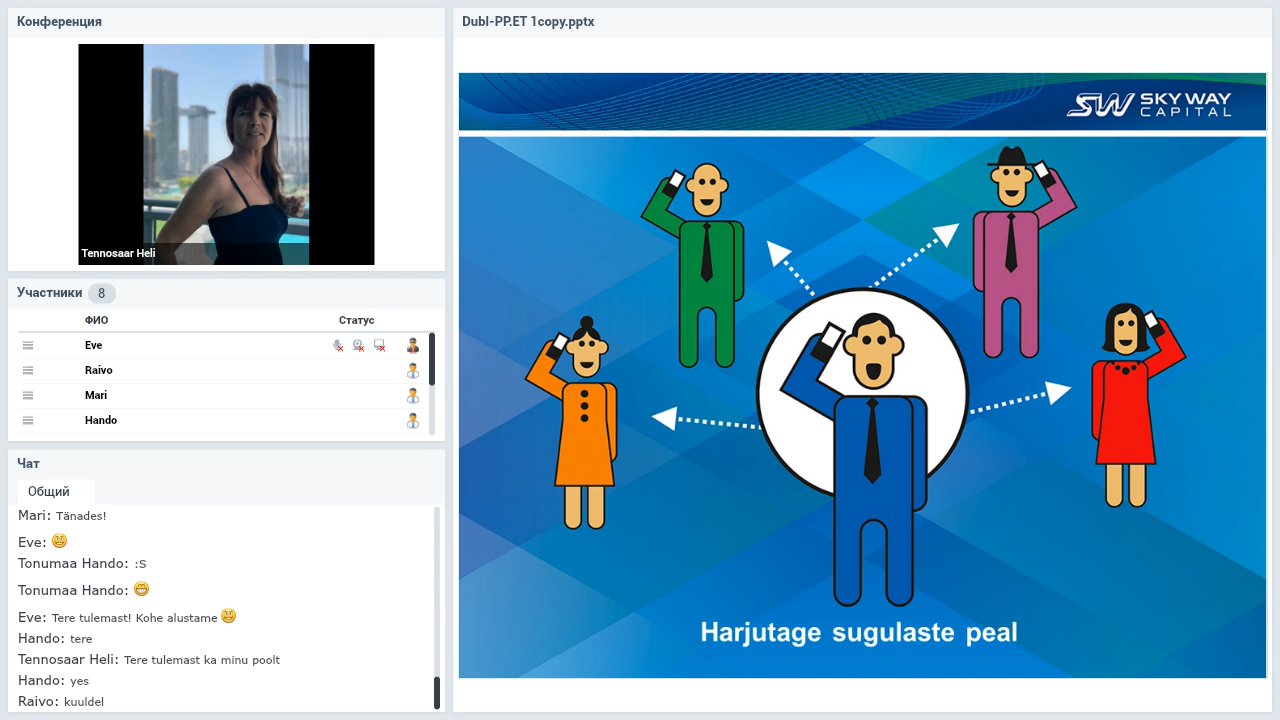 Конференция
Tennosaar Heli
Участники 8
ФИО Статус
Eve
Raivo
Mari
Hando
Чат
Общий
Mari: Tänades!
Eve:
Tonumaa Hando: :S
Tonumaa Hando:
Eve: Tere tulemast! Kohe alustame
Hando: tere
Tennosaar Heli: Tere tulemast ka minu poolt
Hando: yes
Raivo: kuuldel
Dubl-PP.ET 1copy.pptx
SW SKY WAY
CAPITAL
Harjutage sugulaste peal